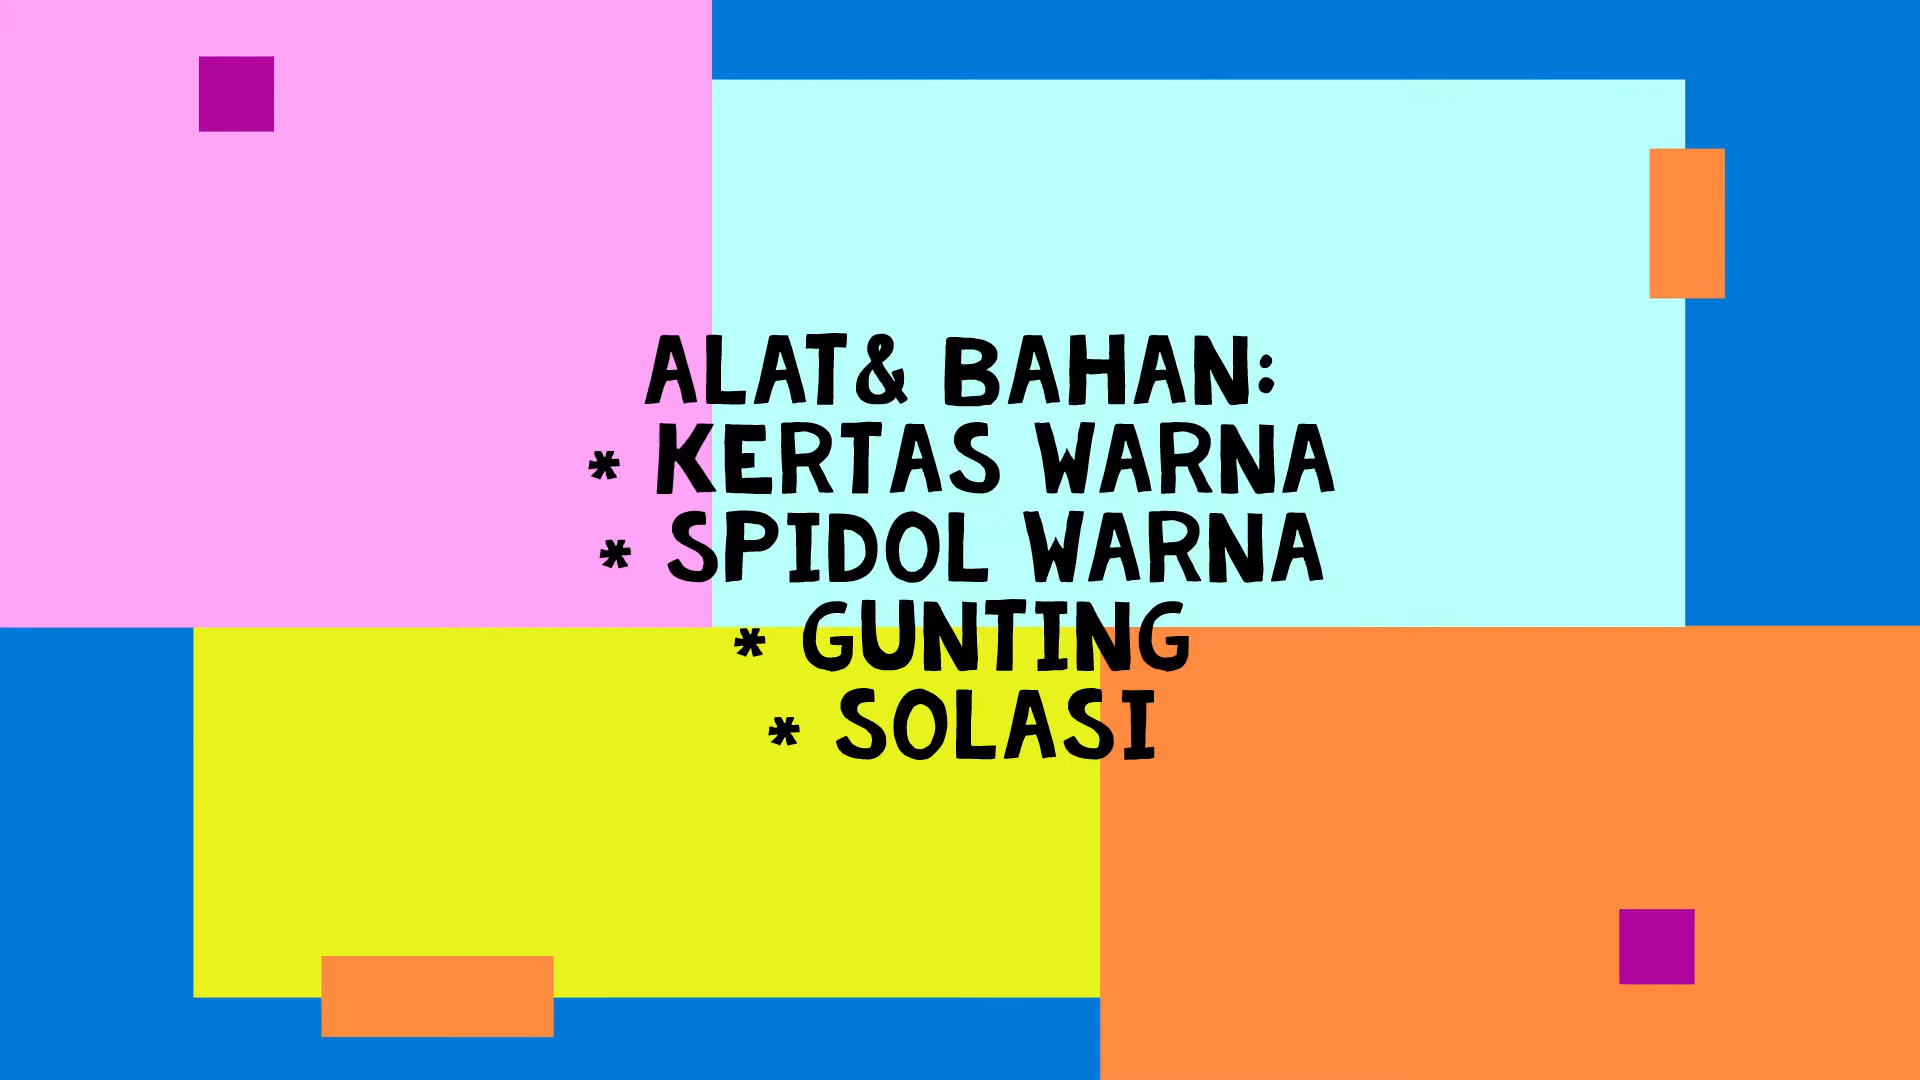 ALAT& BAHAN:
* KERTAS WARNA
* SPIDOL WARNA
* GUNTING
* SOLASI